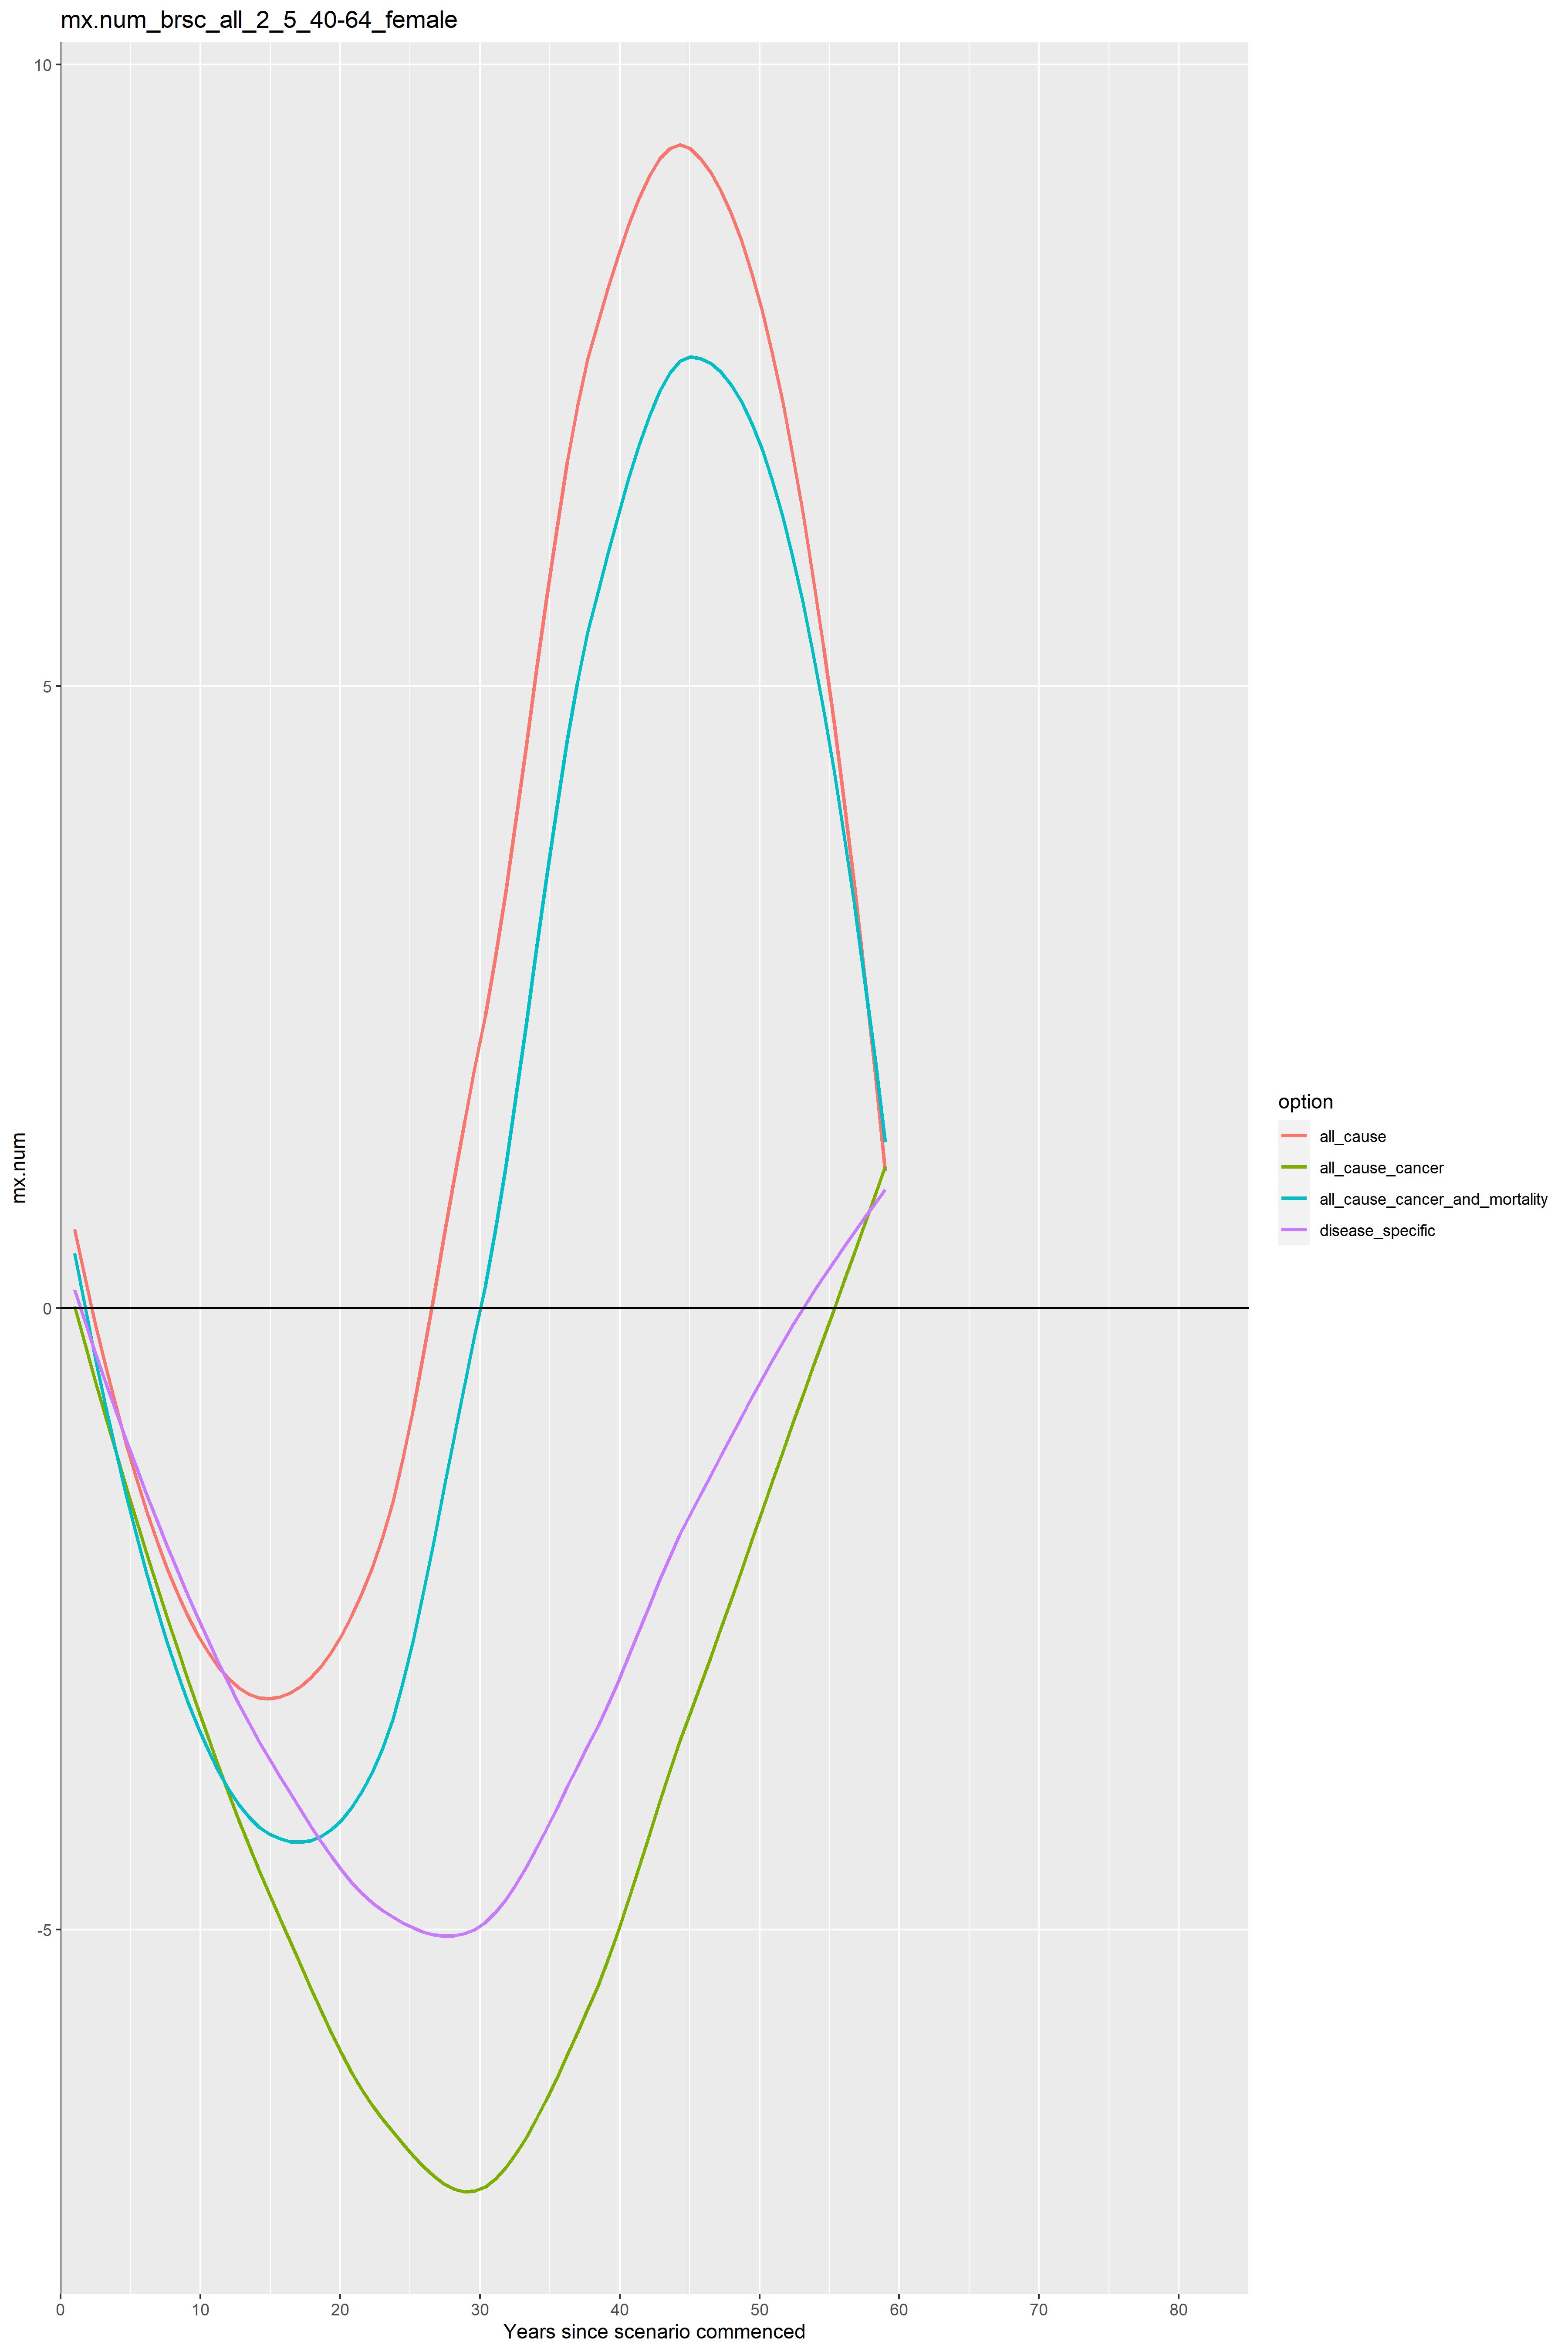 mx.num_brsc_all_2_5_40-64_female
10
5
0
-5
mx.num
0 10 20 30 40 50 60 70 80
Years since scenario commenced
option
all_cause
all_cause_cancer
all_cause_cancer_and_mortality
disease_specific